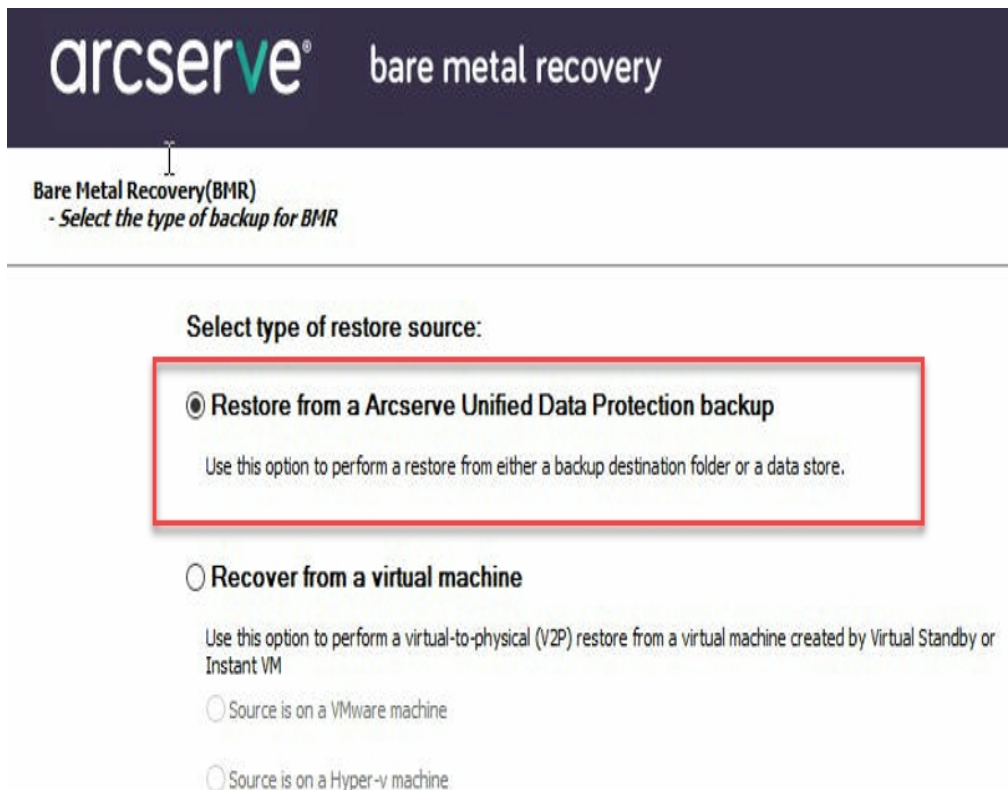 arcserve® bare metal recovery
Bare Metal Recovery(BMR)
- Select the type of backup for BMR
Select type of restore source:
Restore from a Arcserve Unified Data Protection backup
Use this option to perform a restore from either a backup destination folder or a data store.
Recover from a virtual machine
Use this option to perform a virtual-to-physical (V2P) restore from a virtual machine created by Virtual Standby or
Instant VM
Source is on a VMware machine
Source is on a Hyper-v machine